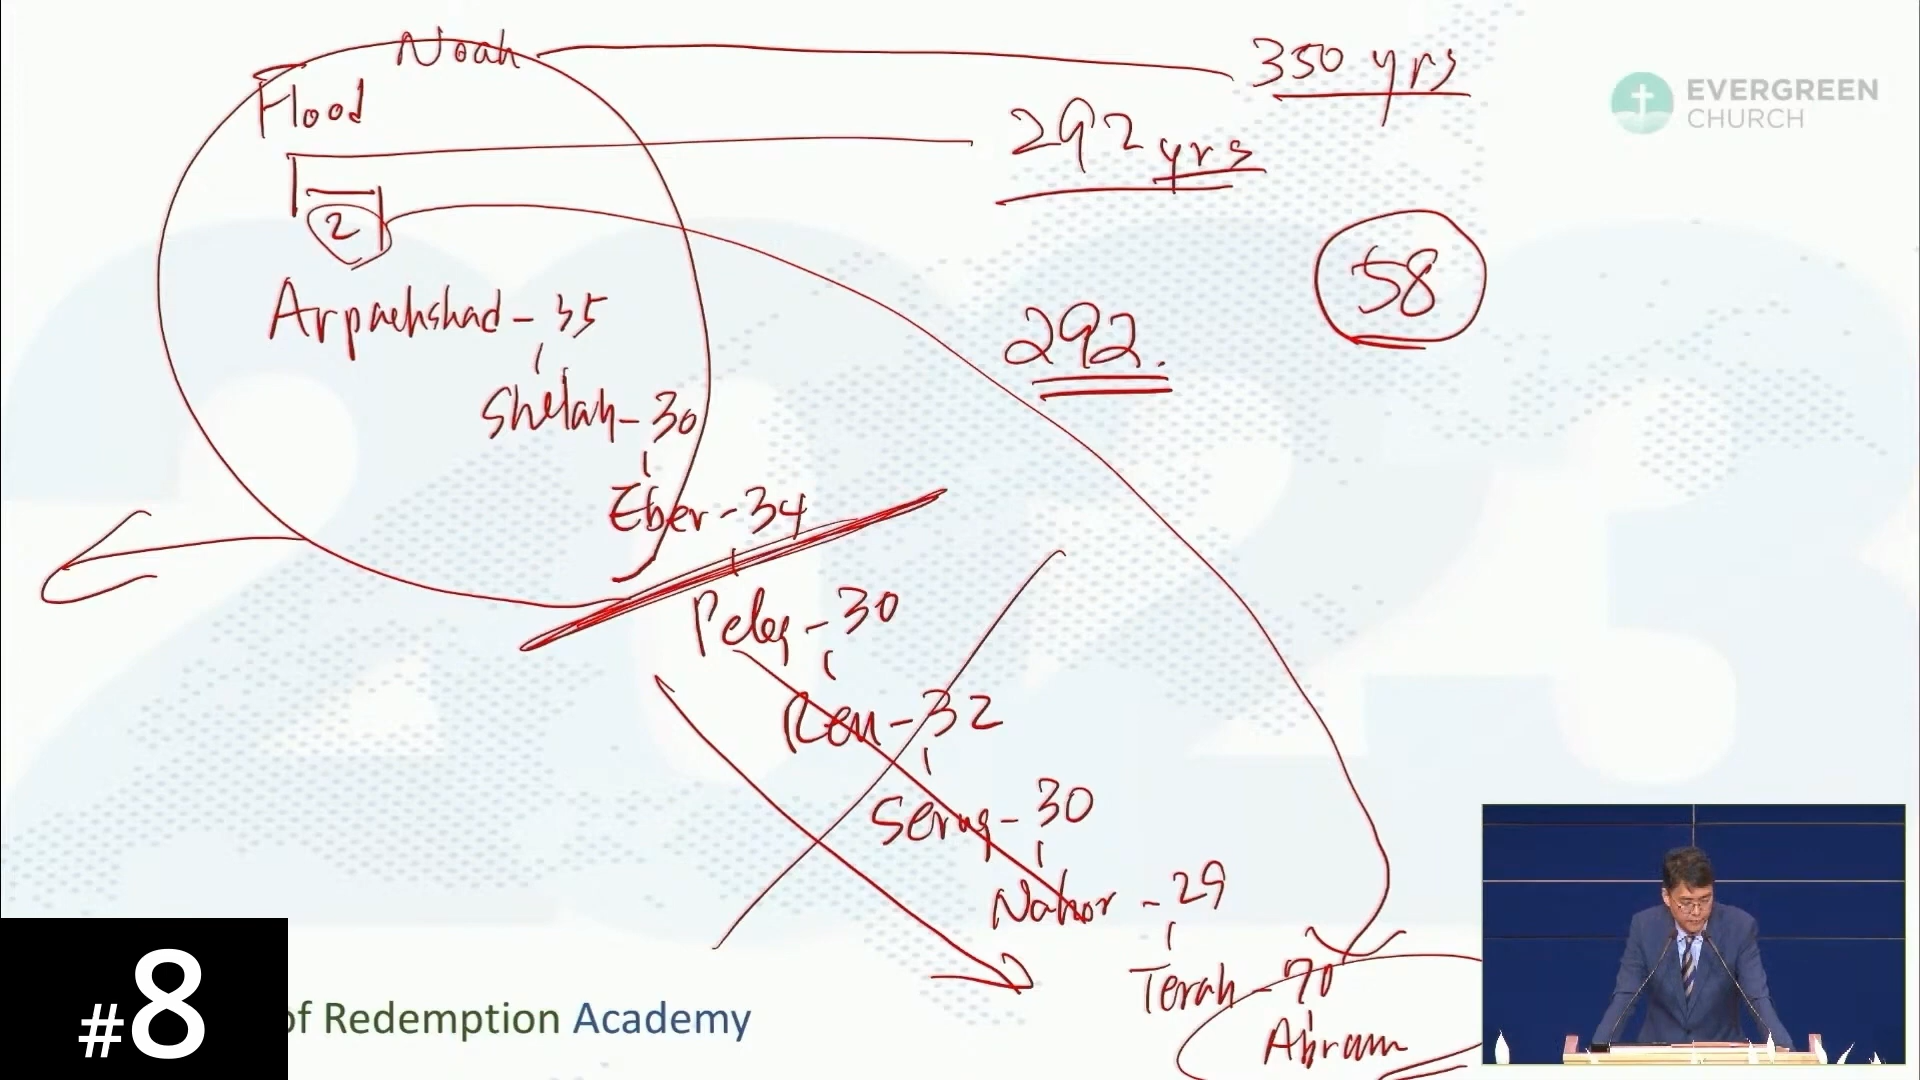 Noah
350 yrs
EVERGREEN
CHURCH
Flood
292 yrs
2
58
Arpachshad - 35
292.
Shelah - 30
Eber - 34
Peleg - 30
Reu - 32
Serug - 30
Nahor - 29
Terah - 70
Abram
#8
of Redemption Academy
2023